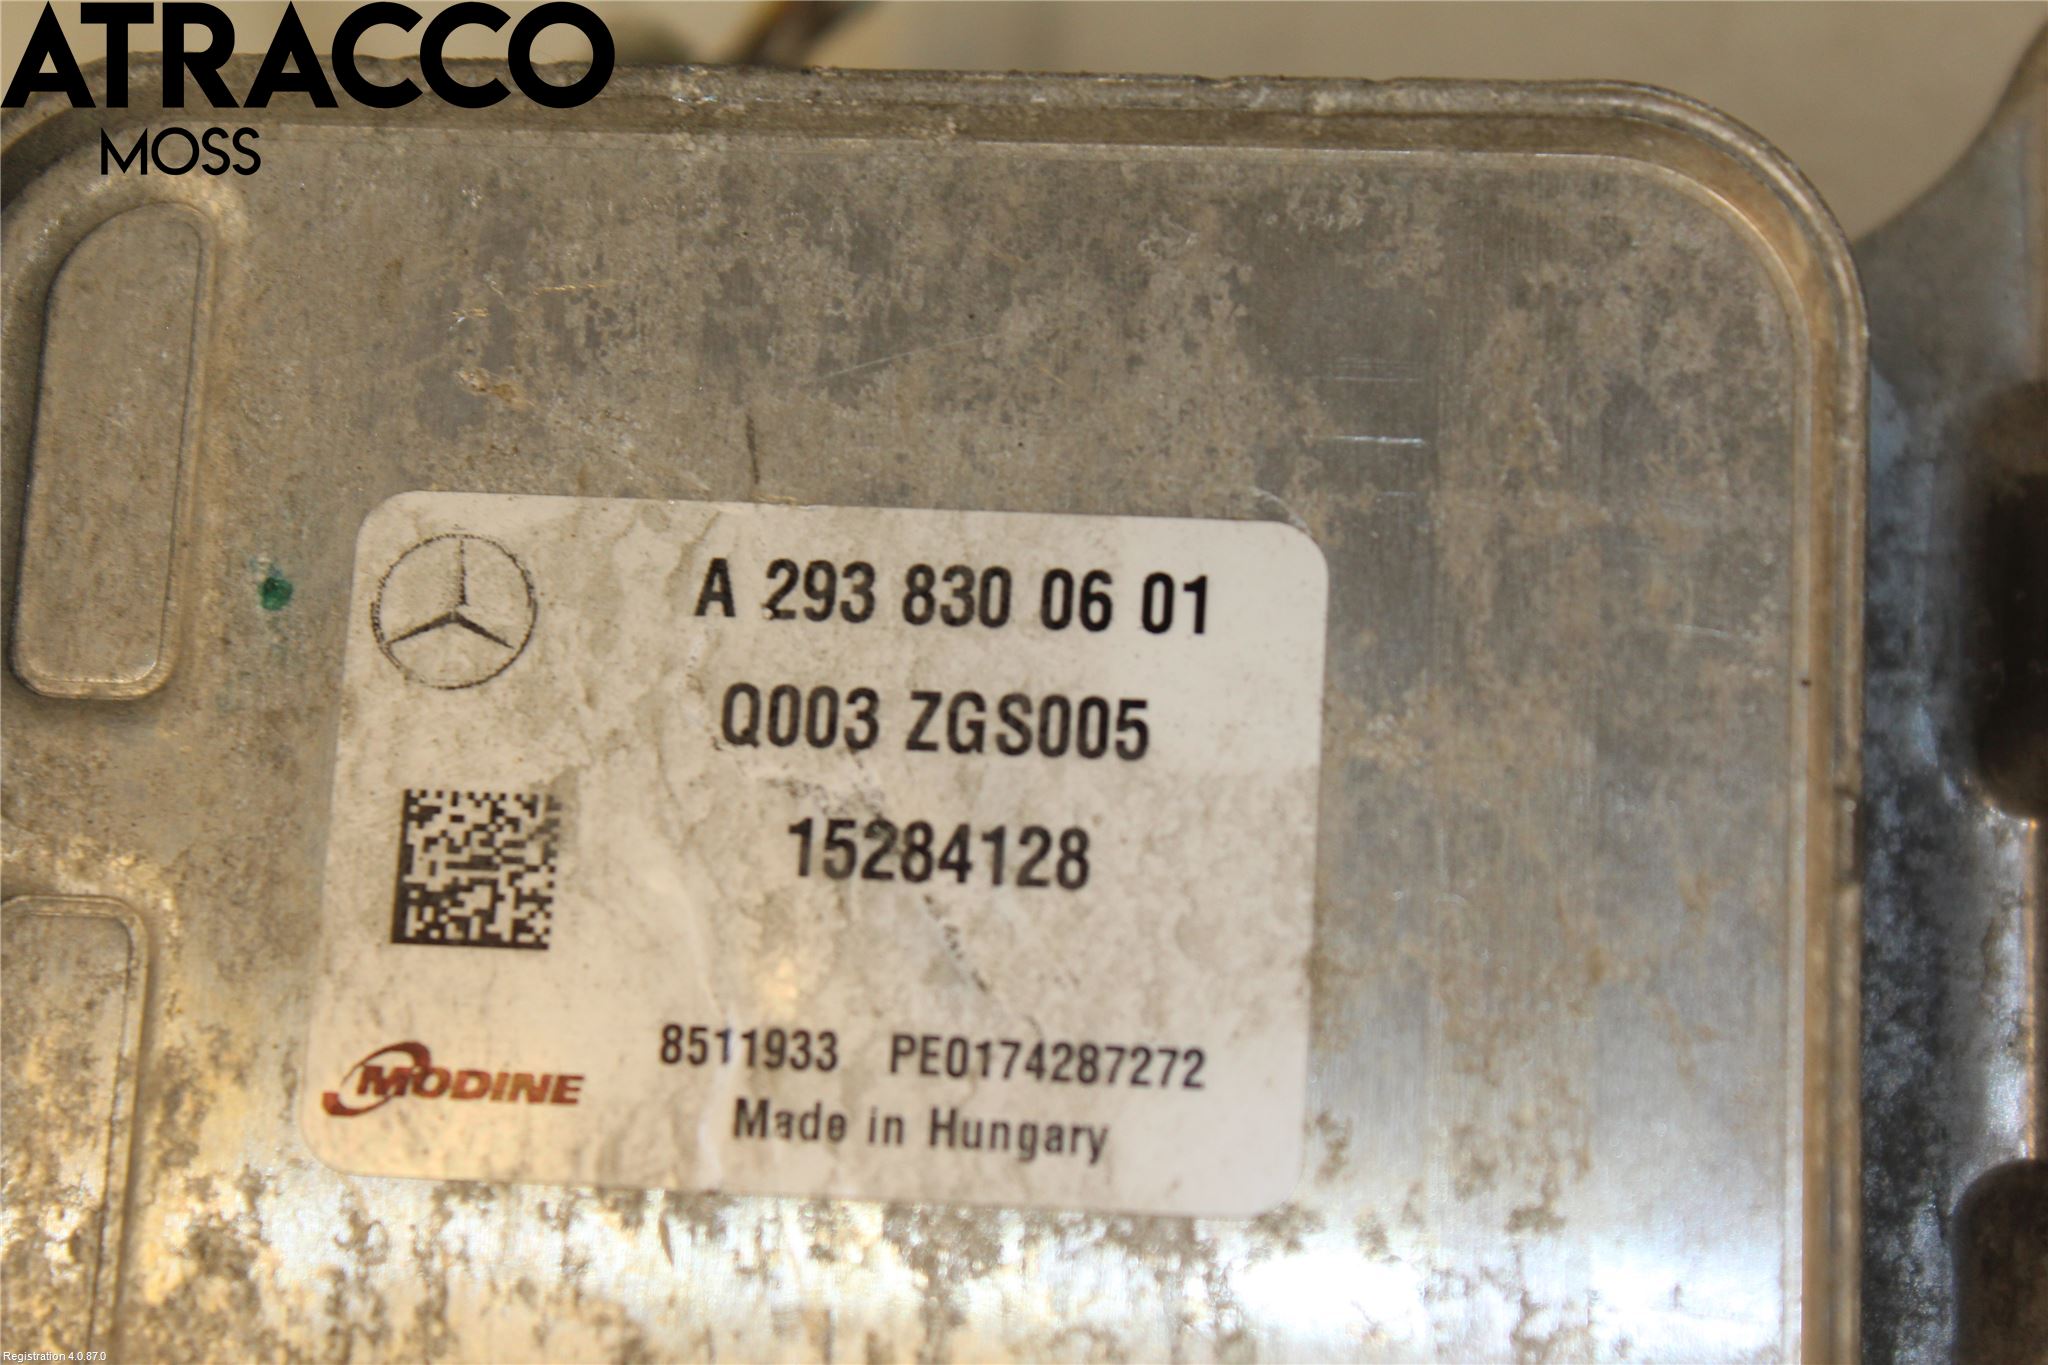 ATRACCO
MOSS
A 293 830 06 01
Q003 ZGS005
15284128
8511933 PE0174287272
MODINE
Made in Hungary
Registration 4.0.87.0